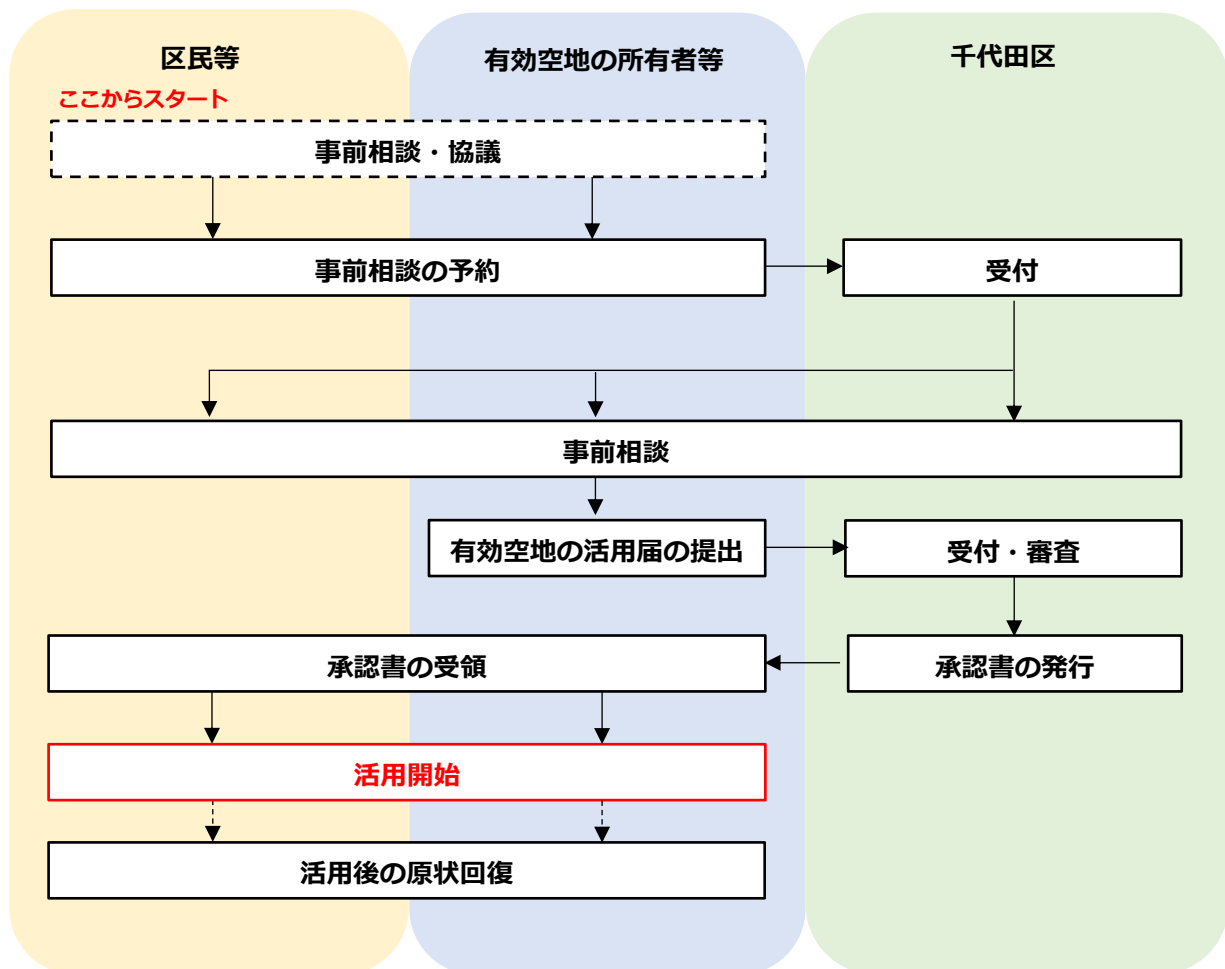 区民等
有効空地の所有者等
千代田区
ここからスタート
事前相談・協議
事前相談の予約
受付
事前相談
有効空地の活用届の提出
受付・審査
承認書の受領
承認書の発行
活用開始
活用後の原状回復